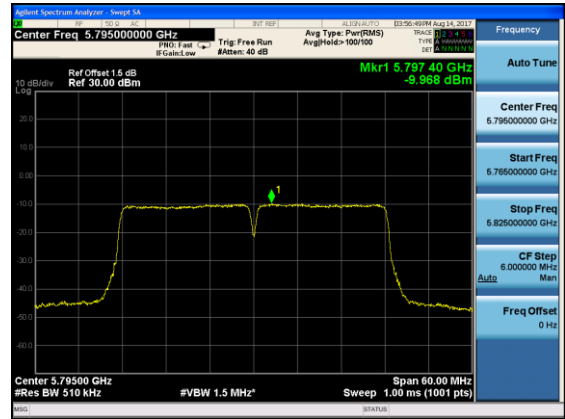 Agilent Spectrum Analyzer - Swept SA
RF 50 Ω AC INT REF ALIGN AUTO 03:56:49 PM Aug 14, 2017
Center Freq 5.795000000 GHz
PNO: Fast Trig: Free Run
IFGain:Low #Atten: 40 dB
Avg Type: Pwr(RMS)
Avg|Hold:>100/100
TRACE 1 2 3 4 5 6
TYPE
DET A N N N N N
Mkr1 5.797 40 GHz
-9.968 dBm
Ref Offset 1.5 dB
10 dB/div Ref 30.00 dBm
Log
20.0
10.0
0.00
-10.0
-20.0
-30.0
-40.0
-50.0
-60.0
1
Center 5.79500 GHz Span 60.00 MHz
#Res BW 510 kHz #VBW 1.5 MHz* Sweep 1.00 ms (1001 pts)
MSG STATUS
Frequency
Auto Tune
Center Freq
5.795000000 GHz
Start Freq
5.765000000 GHz
Stop Freq
5.825000000 GHz
CF Step
6.000000 MHz
Auto Man
Freq Offset
0 Hz